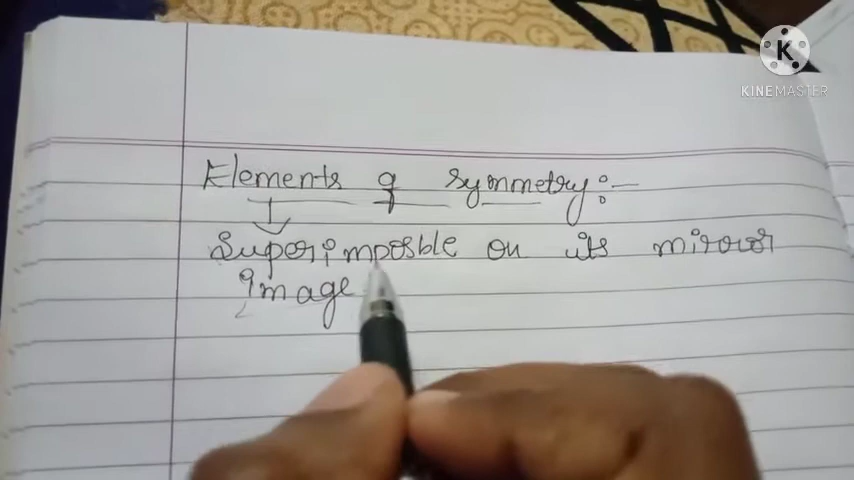 K
KINEMASTER
Elements of symmetry :-
Superimposble on its mirror
image